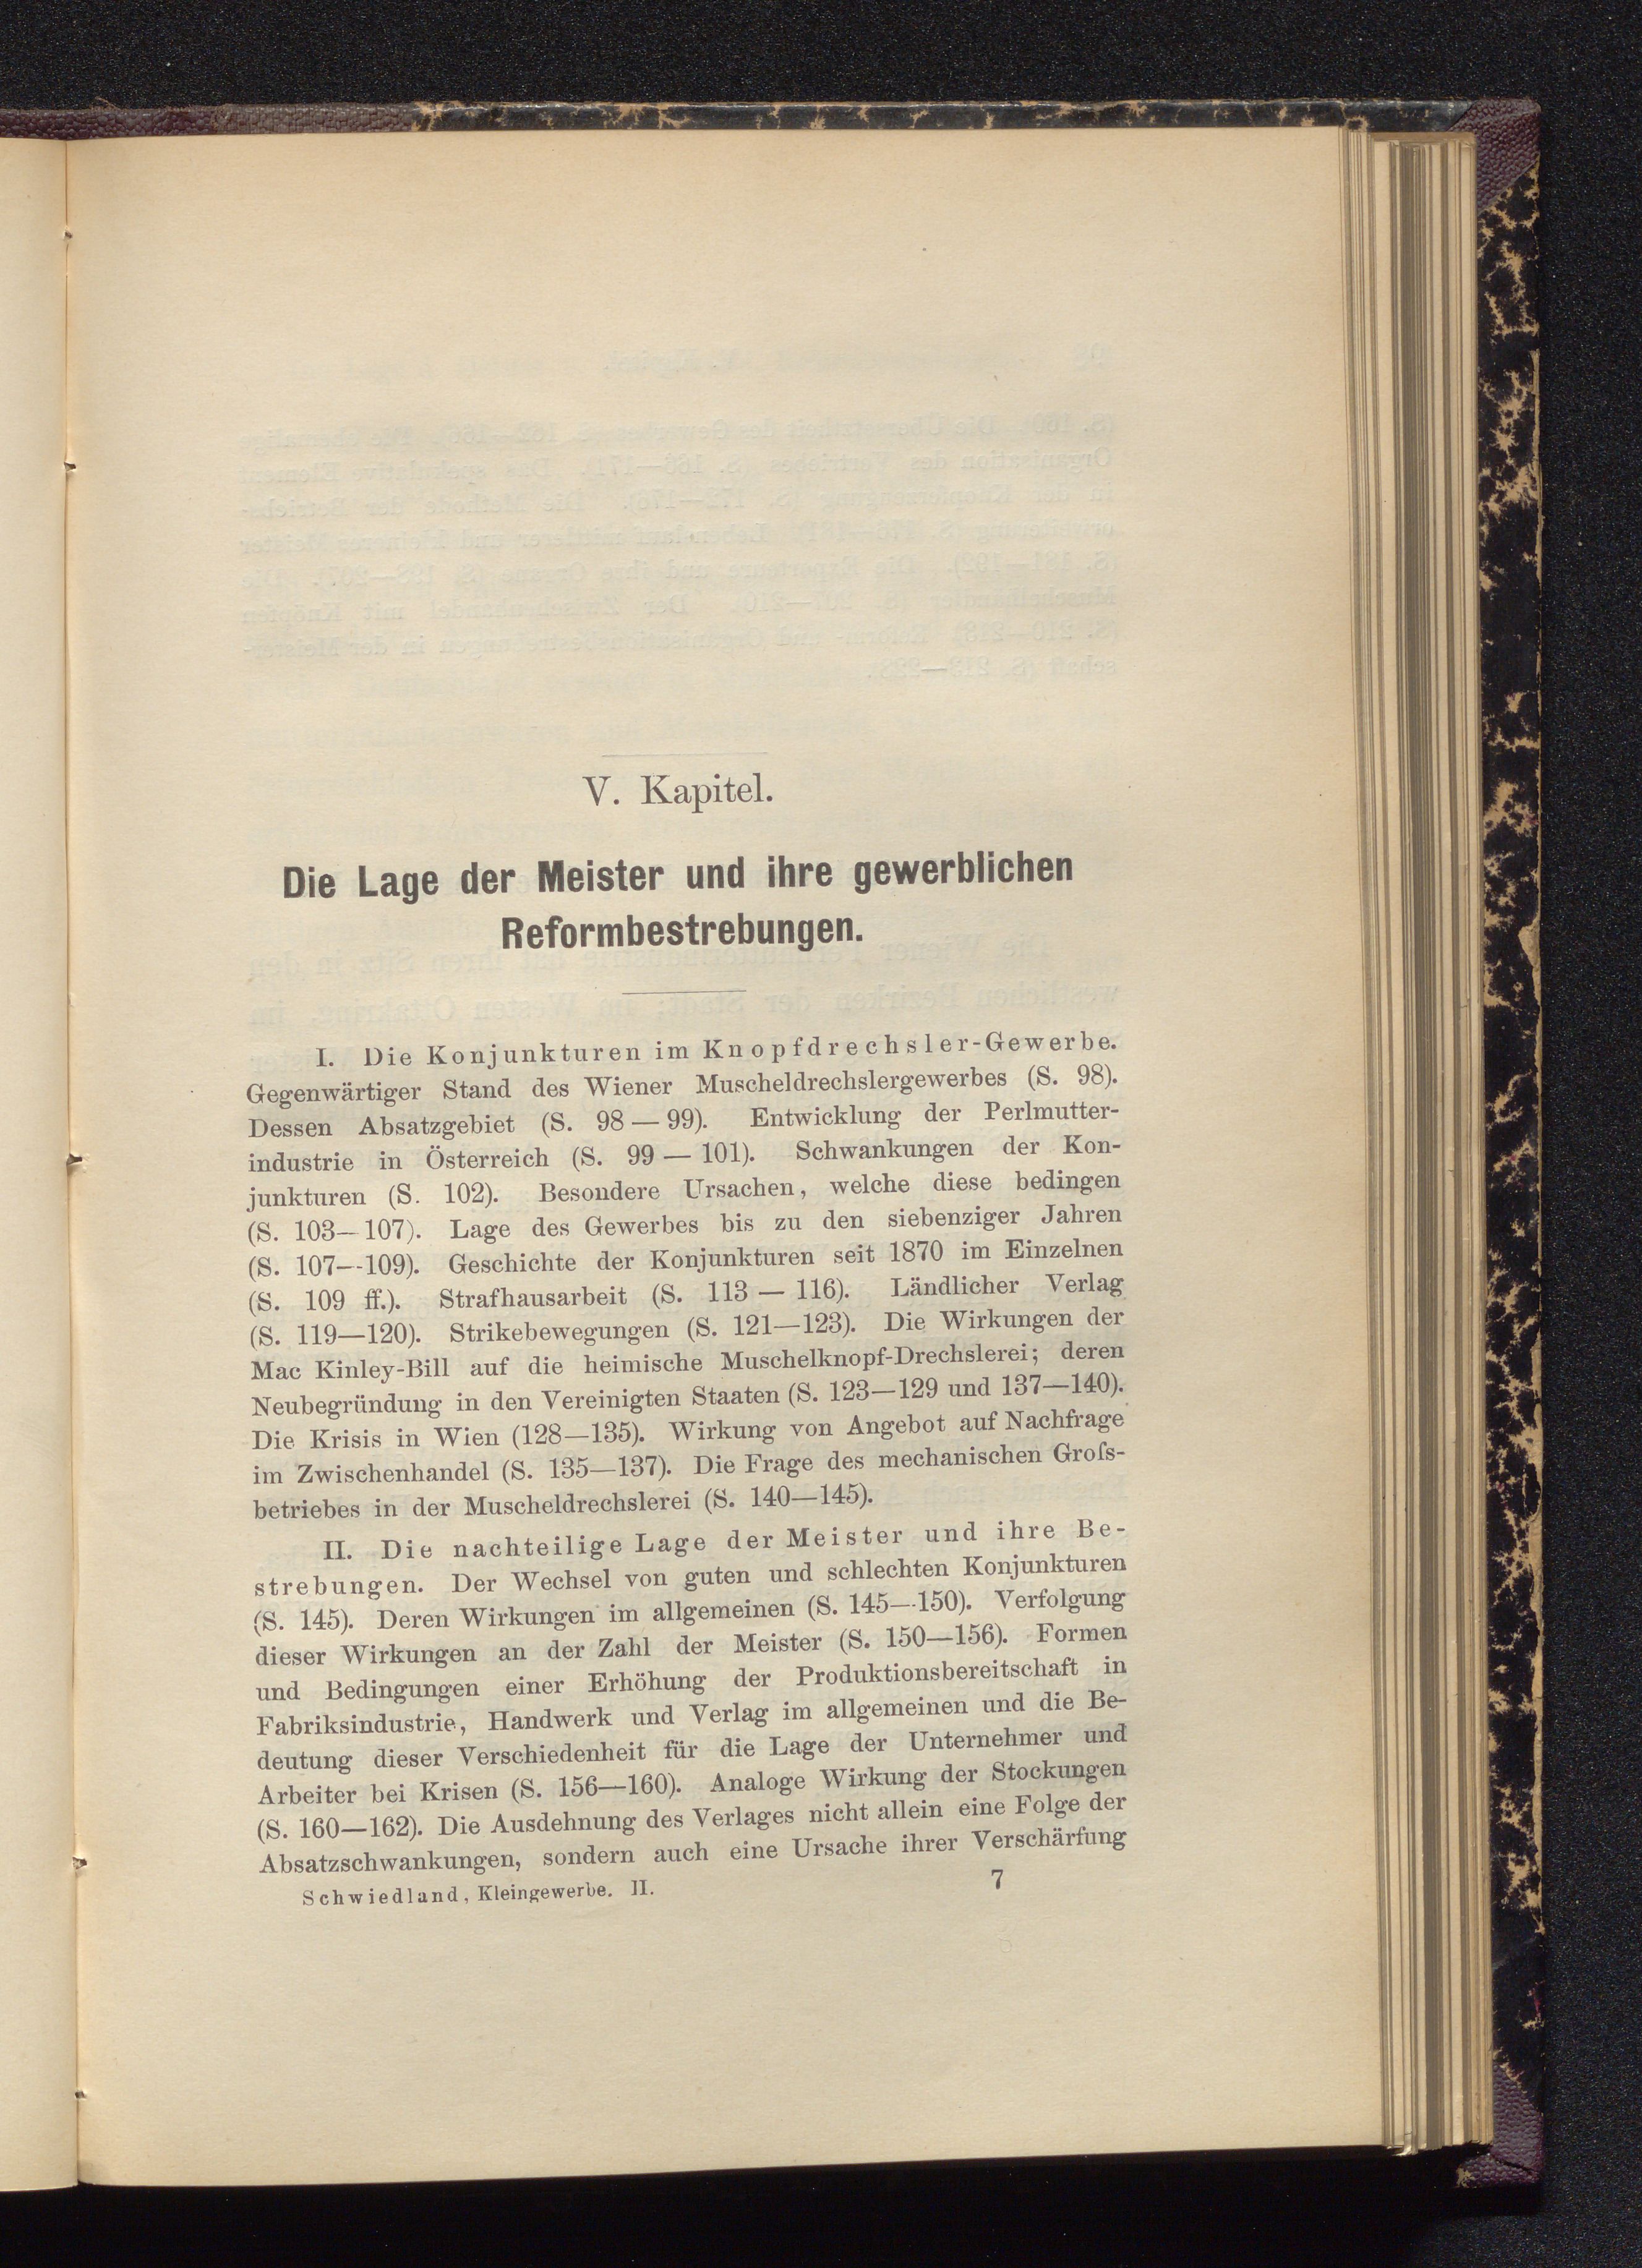 V. Kapitel.
Die Lage der Meister und ihre gewerblichen
Reformbestrebungen.
I. Die Konjunkturen im Knopfdrechsler-Gewerbe.
Gegenwärtiger Stand des Wiener Muscheldrechslergewerbes (S. 98).
Dessen Absatzgebiet (S. 98 — 99). Entwicklung der Perlmutter-
industrie in Österreich (S. 99 — 101). Schwankungen der Kon-
junkturen (S. 102). Besondere Ursachen, welche diese bedingen
(S. 103—107). Lage des Gewerbes bis zu den siebenziger Jahren
(S. 107—109). Geschichte der Konjunkturen seit 1870 im Einzelnen
(S. 109 ff.). Strafhausarbeit (S. 113 — 116). Ländlicher Verlag
(S. 119—120). Strikebewegungen (S. 121—123). Die Wirkungen der
Mac Kinley-Bill auf die heimische Muschelknopf-Drechslerei; deren
Neubegründung in den Vereinigten Staaten (S. 123—129 und 137—140).
Die Krisis in Wien (128—135). Wirkung von Angebot auf Nachfrage
im Zwischenhandel (S. 135—137). Die Frage des mechanischen Groſs-
betriebes in der Muscheldrechslerei (S. 140—145).
II. Die nachteilige Lage der Meister und ihre Be-
strebungen. Der Wechsel von guten und schlechten Konjunkturen
(S. 145). Deren Wirkungen im allgemeinen (S. 145—150). Verfolgung
dieser Wirkungen an der Zahl der Meister (S. 150—156). Formen
und Bedingungen einer Erhöhung der Produktionsbereitschaft in
Fabriksindustrie, Handwerk und Verlag im allgemeinen und die Be-
deutung dieser Verschiedenheit für die Lage der Unternehmer und
Arbeiter bei Krisen (S. 156—160). Analoge Wirkung der Stockungen
(S. 160—162). Die Ausdehnung des Verlages nicht allein eine Folge der
Absatzschwankungen, sondern auch eine Ursache ihrer Verschärfung
Schwiedland, Kleingewerbe. II. 7